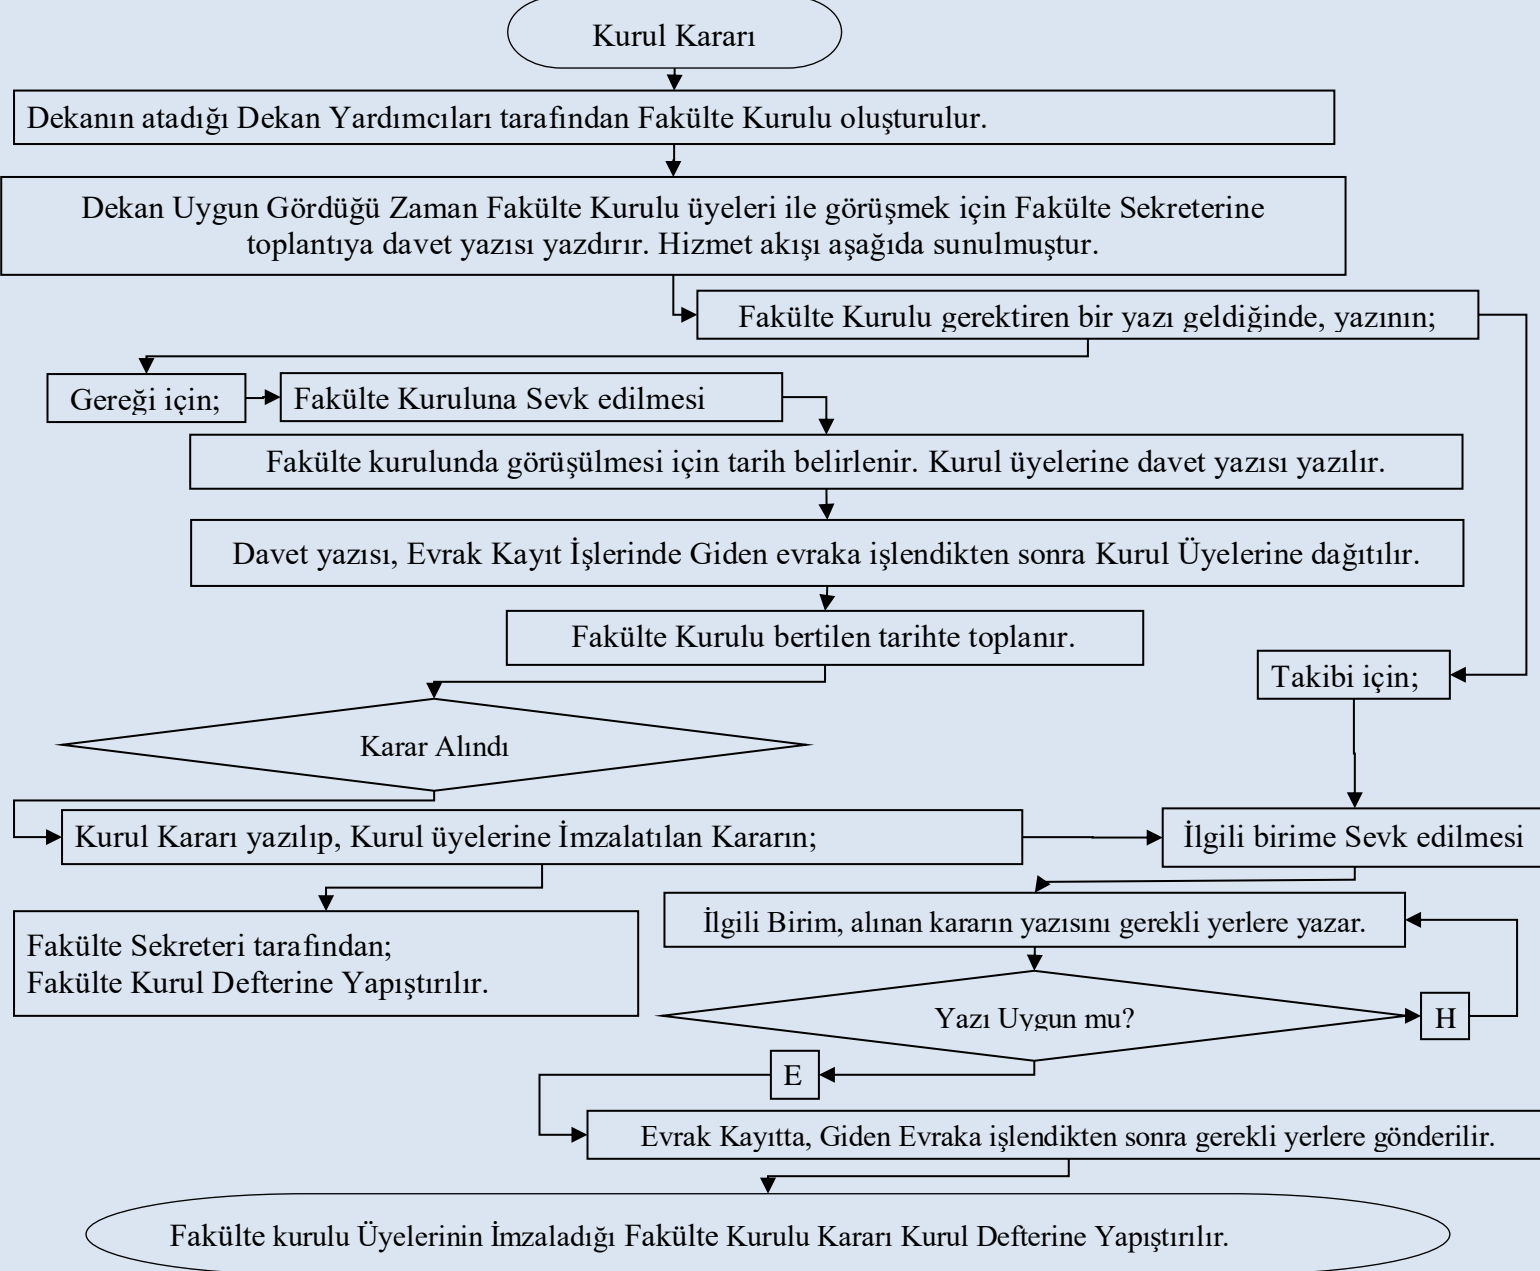 Kurul Kararı
Dekanın atadığı Dekan Yardımcıları tarafından Fakülte Kurulu oluşturulur.
Dekan Uygun Gördüğü Zaman Fakülte Kurulu üyeleri ile görüşmek için Fakülte Sekreterine
toplantıya davet yazısı yazdırır. Hizmet akışı aşağıda sunulmuştur.
Fakülte Kurulu gerektiren bir yazı geldiğinde, yazının;
Gereği için;
Fakülte Kuruluna Sevk edilmesi
Fakülte kurulunda görüşülmesi için tarih belirlenir. Kurul üyelerine davet yazısı yazılır.
Davet yazısı, Evrak Kayıt İşlerinde Giden evraka işlendikten sonra Kurul Üyelerine dağıtılır.
Fakülte Kurulu bertilen tarihte toplanır.
Takibi için;
Karar Alındı
Kurul Kararı yazılıp, Kurul üyelerine İmzalatılan Kararın;
İlgili birime Sevk edilmesi
İlgili Birim, alınan kararın yazısını gerekli yerlere yazar.
Fakülte Sekreteri tarafından;
Fakülte Kurul Defterine Yapıştırılır.
Yazı Uygun mu?
H
E
Evrak Kayıtta, Giden Evraka işlendikten sonra gerekli yerlere gönderilir.
Fakülte kurulu Üyelerinin İmzaladığı Fakülte Kurulu Kararı Kurul Defterine Yapıştırılır.